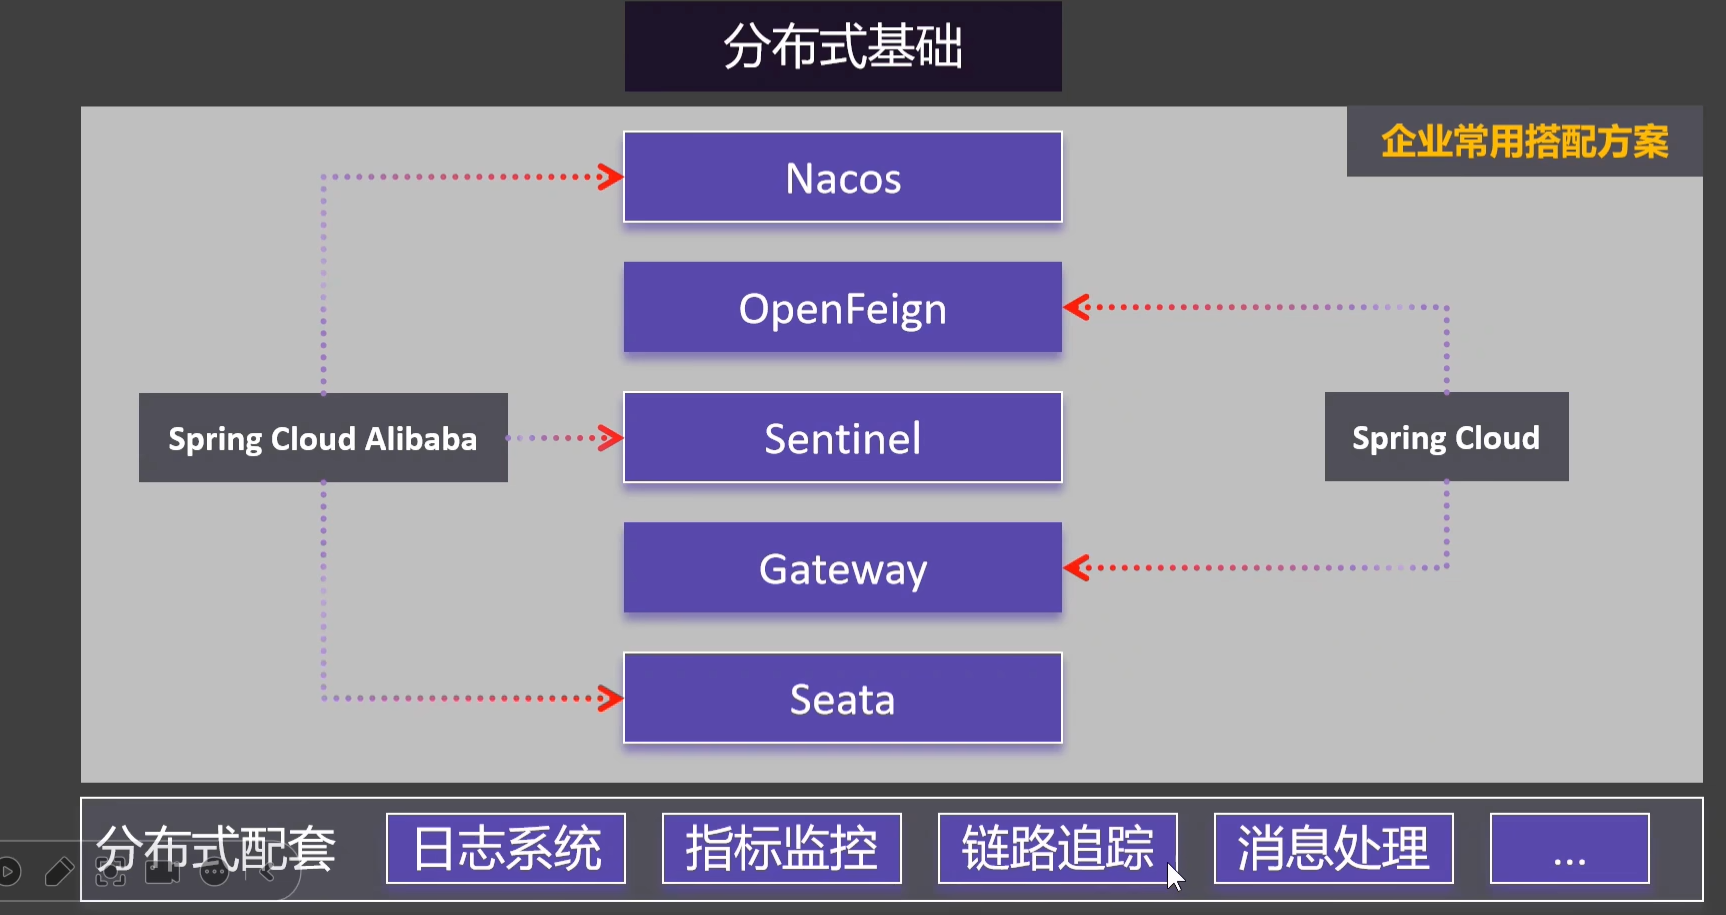 分布式基础
企业常用搭配方案
Nacos
OpenFeign
Spring Cloud Alibaba
Sentinel
Spring Cloud
Gateway
Seata
分布式配套
日志系统
指标监控
链路追踪
消息处理
...